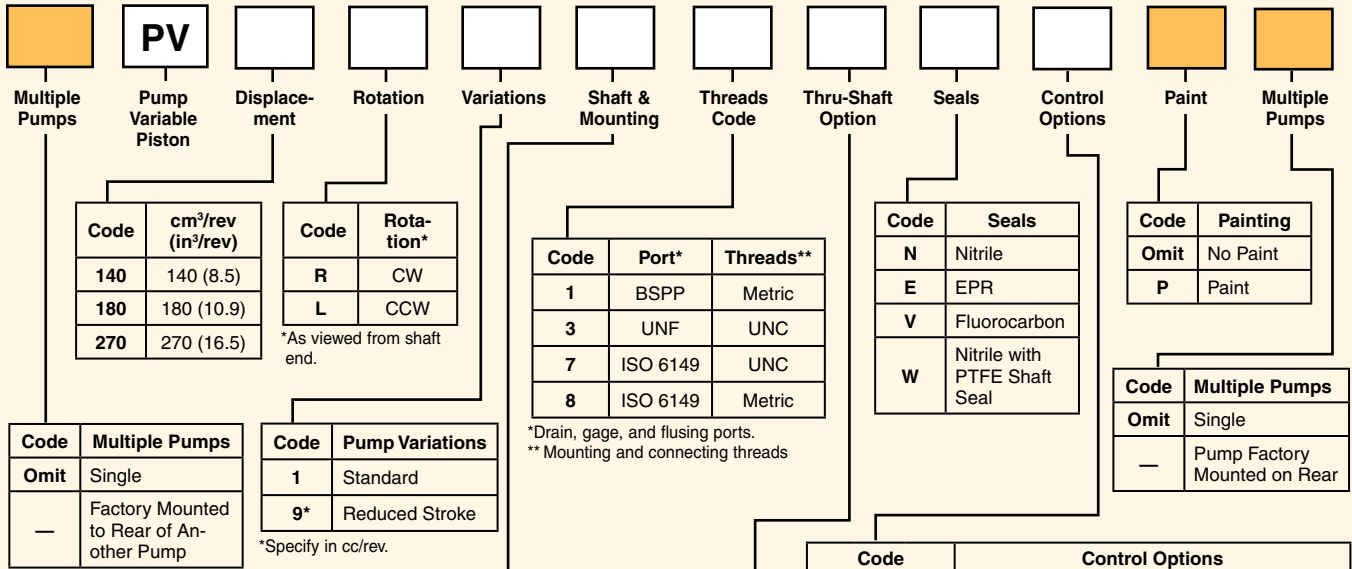 PV
Multiple
Pumps
Pump
Variable
Piston
Displace-
ment
Rotation
Variations
Shaft &
Mounting
Threads
Code
Thru-Shaft
Option
Seals
Control
Options
Paint
Multiple
Pumps
Code cm³/rev
(in³/rev)
140 140 (8.5)
180 180 (10.9)
270 270 (16.5)
Code Rota-
tion*
R CW
L CCW
*As viewed from shaft
end.
Code Port* Threads**
1 BSPP Metric
3 UNF UNC
7 ISO 6149 UNC
8 ISO 6149 Metric
*Drain, gage, and flusing ports.
** Mounting and connecting threads
Code Seals
N Nitrile
E EPR
V Fluorocarbon
W Nitrile with
PTFE Shaft
Seal
Code Painting
Omit No Paint
P Paint
Code Multiple Pumps
Omit Single
— Pump Factory
Mounted on Rear
Code Multiple Pumps
Omit Single
— Factory Mounted
to Rear of An-
other Pump
Code Pump Variations
1 Standard
9* Reduced Stroke
*Specify in cc/rev.
Code Control Options